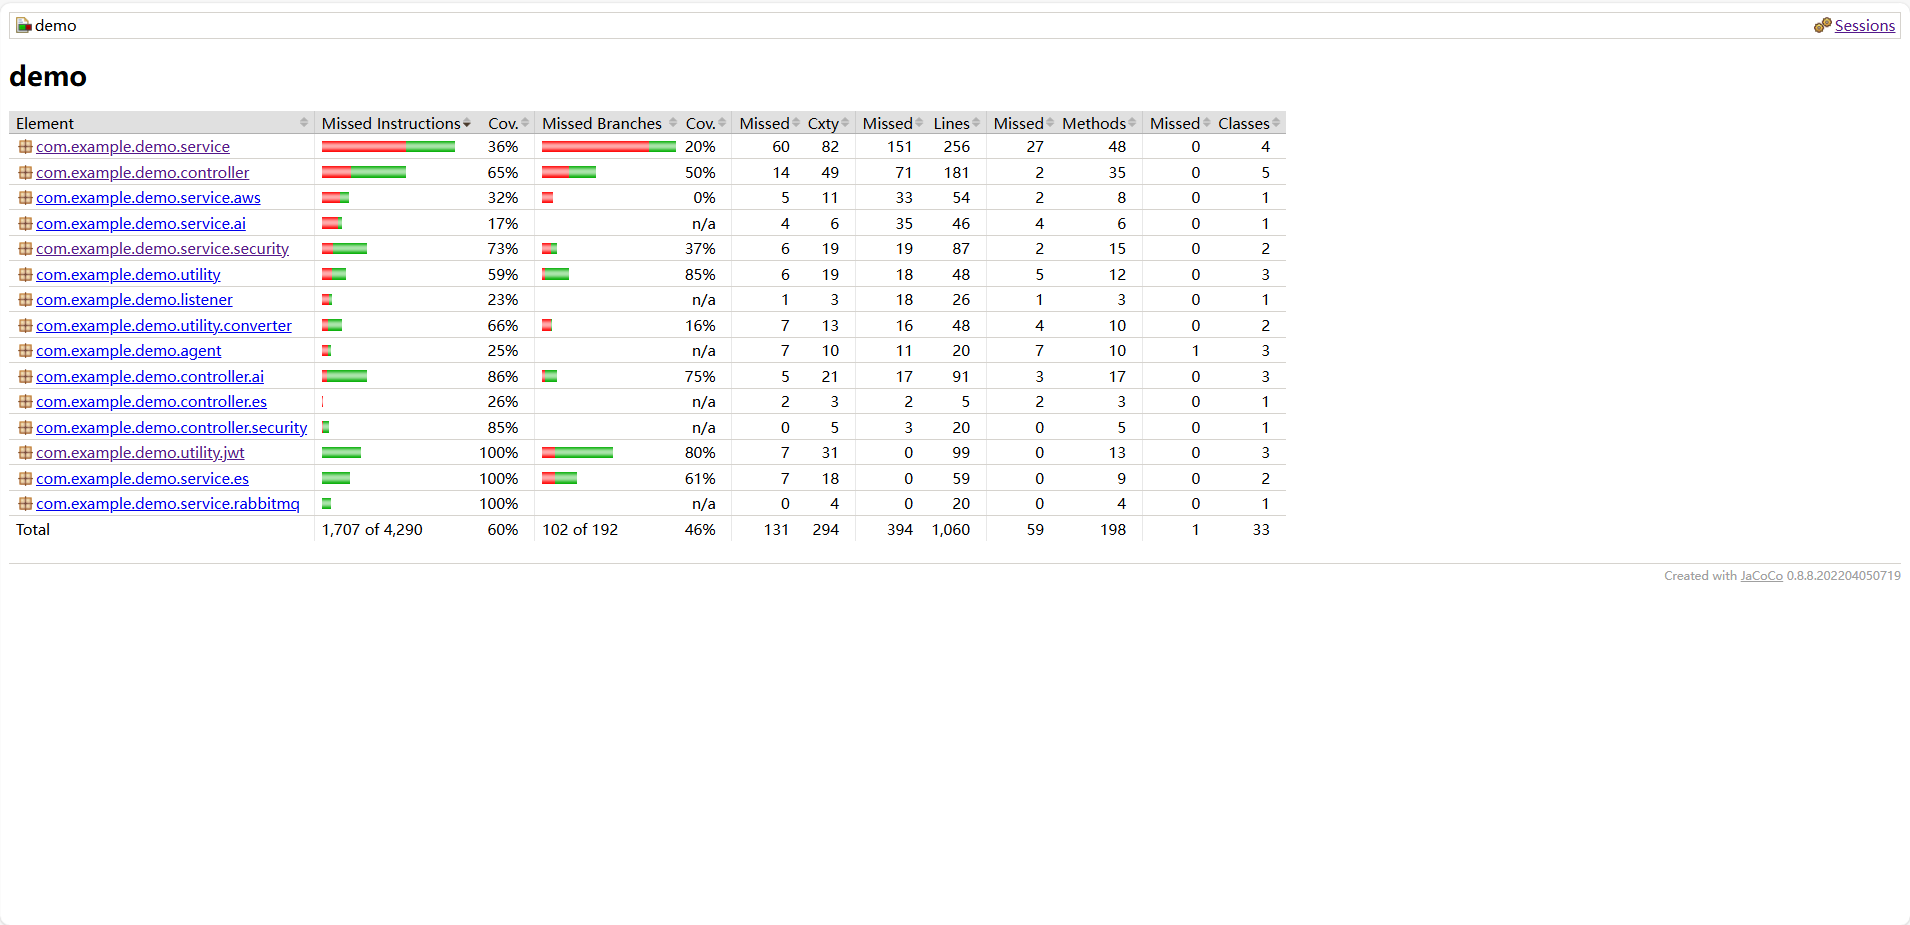 demo Sessions
demo
Element Missed Instructions Cov. Missed Branches Cov. Missed Cxty Missed Lines Missed Methods Missed Classes
com.example.demo.service 36% 20% 60 82 151 256 27 48 0 4
com.example.demo.controller 65% 50% 14 49 71 181 2 35 0 5
com.example.demo.service.aws 32% 0% 5 11 33 54 2 8 0 1
com.example.demo.service.ai 17% n/a 4 6 35 46 4 6 0 1
com.example.demo.service.security 73% 37% 6 19 19 87 2 15 0 2
com.example.demo.utility 59% 85% 6 19 18 48 5 12 0 3
com.example.demo.listener 23% n/a 1 3 18 26 1 3 0 1
com.example.demo.utility.converter 66% 16% 7 13 16 48 4 10 0 2
com.example.demo.agent 25% n/a 7 10 11 20 7 10 1 3
com.example.demo.controller.ai 86% 75% 5 21 17 91 3 17 0 3
com.example.demo.controller.es 26% n/a 2 3 2 5 2 3 0 1
com.example.demo.controller.security 85% n/a 0 5 3 20 0 5 0 1
com.example.demo.utility.jwt 100% 80% 7 31 0 99 0 13 0 3
com.example.demo.service.es 100% 61% 7 18 0 59 0 9 0 2
com.example.demo.service.rabbitmq 100% n/a 0 4 0 20 0 4 0 1
Total 1,707 of 4,290 60% 102 of 192 46% 131 294 394 1,060 59 198 1 33
Created with JaCoCo 0.8.8.202204050719